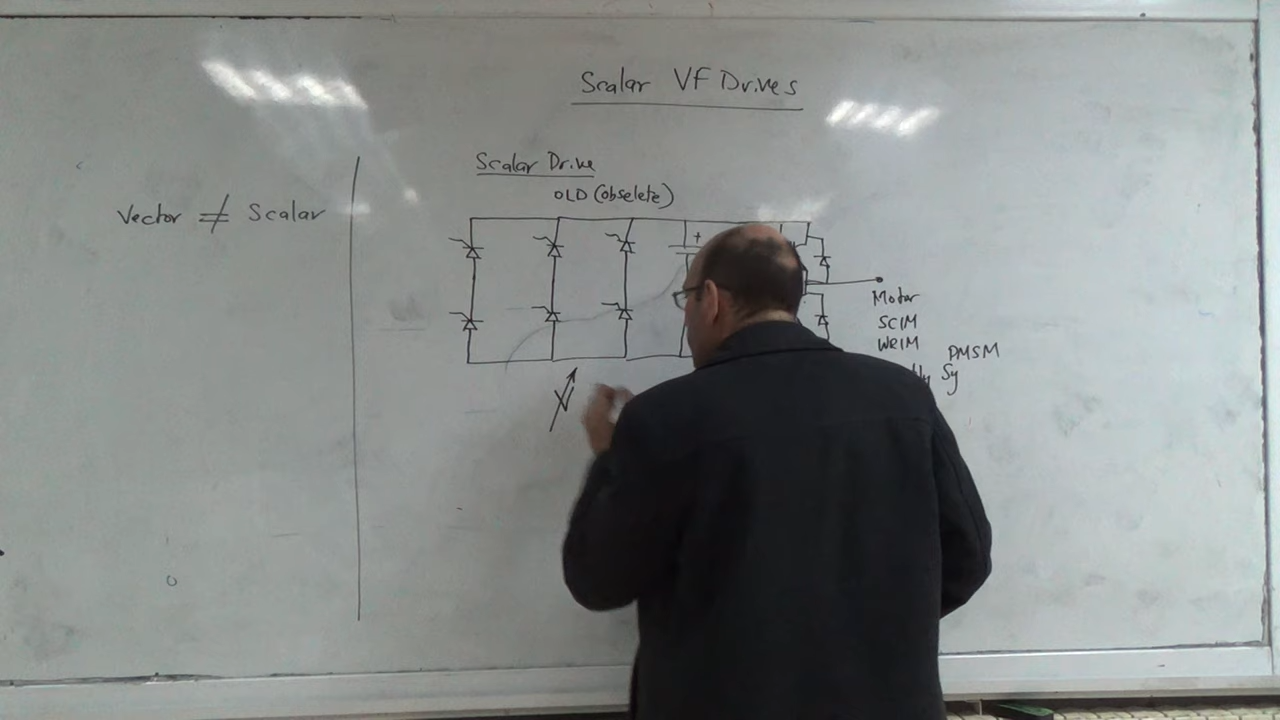 Scalar VF Drives
Vector ≠ Scalar
Scalar Drive
OLD (obselete)
+
Motor
SCIM
WRIM
PMSM
Sy
V